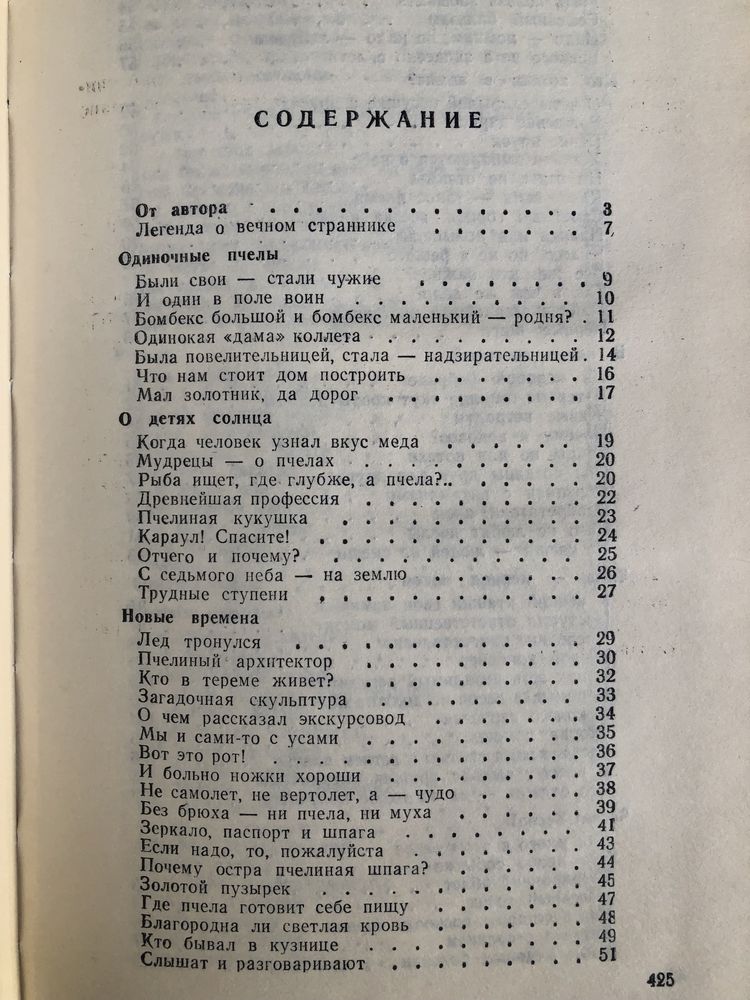 СОДЕРЖАНИЕ
От автора . . . . . . . . . . . . . . 3
Легенда о вечном страннике . . . . . . . 7
Одиночные пчелы
Были свои — стали чужие . . . . . . . . 9
И один в поле воин . . . . . . . . . . 10
Бомбекс большой и бомбекс маленький — родня? . 11
Одинокая «дама» коллета . . . . . . . . . 12
Была повелительницей, стала — надзирательницей . 14
Что нам стоит дом построить . . . . . . . 16
Мал золотник, да дорог . . . . . . . . . 17
О детях солнца
Когда человек узнал вкус меда . . . . . . 19
Мудрецы — о пчелах . . . . . . . . . . 20
Рыба ищет, где глубже, а пчела?.. . . . . . 20
Древнейшая профессия . . . . . . . . . . 22
Пчелиная кукушка . . . . . . . . . . . 23
Караул! Спасите! . . . . . . . . . . . . 24
Отчего и почему? . . . . . . . . . . . 25
С седьмого неба — на землю . . . . . . . 26
Трудные ступени . . . . . . . . . . . . 27
Новые времена
Лед тронулся . . . . . . . . . . . . . 29
Пчелиный архитектор . . . . . . . . . . 30
Кто в тереме живет? . . . . . . . . . . 32
Загадочная скульптура . . . . . . . . . . 33
О чем рассказал экскурсовод . . . . . . . 34
Мы и сами-то с усами . . . . . . . . . . 35
Вот это рот! . . . . . . . . . . . . . . 36
И больно ножки хороши . . . . . . . . . 37
Не самолет, не вертолет, а — чудо . . . . . 38
Без брюха — ни пчела, ни муха . . . . . . 39
Зеркало, паспорт и шпага . . . . . . . . 41
Если надо, то, пожалуйста . . . . . . . . 43
Почему остра пчелиная шпага? . . . . . . 44
Золотой пузырек . . . . . . . . . . . . 45
Где пчела готовит себе пищу . . . . . . . 47
Благородна ли светлая кровь . . . . . . . 48
Кто бывал в кузнице . . . . . . . . . . 49
Слышат и разговаривают . . . . . . . . . 51
425